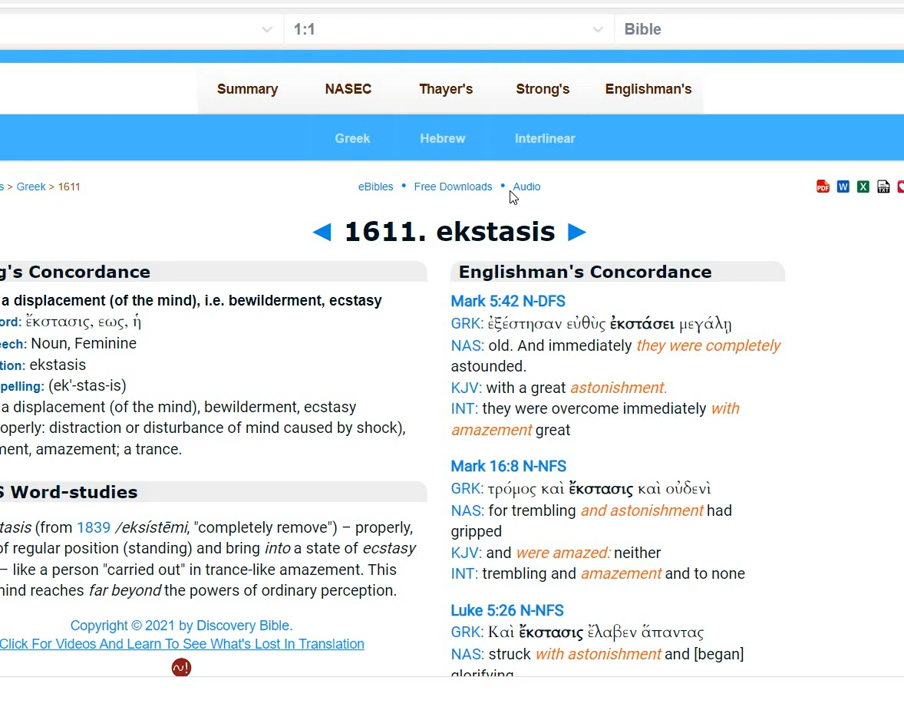 1:1 Bible
Summary NASEC Thayer's Strong's Englishman's
Greek Hebrew Interlinear
s > Greek > 1611
eBibles • Free Downloads • Audio
◄ 1611. ekstasis ►
g's Concordance
a displacement (of the mind), i.e. bewilderment, ecstasy
ord: ἔκστασις, εως, ἡ
eech: Noun, Feminine
tion: ekstasis
pelling: (ek'-stas-is)
a displacement (of the mind), bewilderment, ecstasy
operly: distraction or disturbance of mind caused by shock),
ment, amazement; a trance.
S Word-studies
tasis (from 1839 /eksístēmi, "completely remove") – properly,
of regular position (standing) and bring into a state of ecstasy
– like a person "carried out" in trance-like amazement. This
mind reaches far beyond the powers of ordinary perception.
Copyright © 2021 by Discovery Bible.
Click For Videos And Learn To See What's Lost In Translation
Englishman's Concordance
Mark 5:42 N-DFS
GRK: ἐξέστησαν εὐθὺς ἐκστάσει μεγάλῃ
NAS: old. And immediately they were completely
astounded.
KJV: with a great astonishment.
INT: they were overcome immediately with
amazement great
Mark 16:8 N-NFS
GRK: τρόμος καὶ ἔκστασις καὶ οὐδενὶ
NAS: for trembling and astonishment had
gripped
KJV: and were amazed: neither
INT: trembling and amazement and to none
Luke 5:26 N-NFS
GRK: Καὶ ἔκστασις ἔλαβεν ἅπαντας
NAS: struck with astonishment and [began]
glorifying